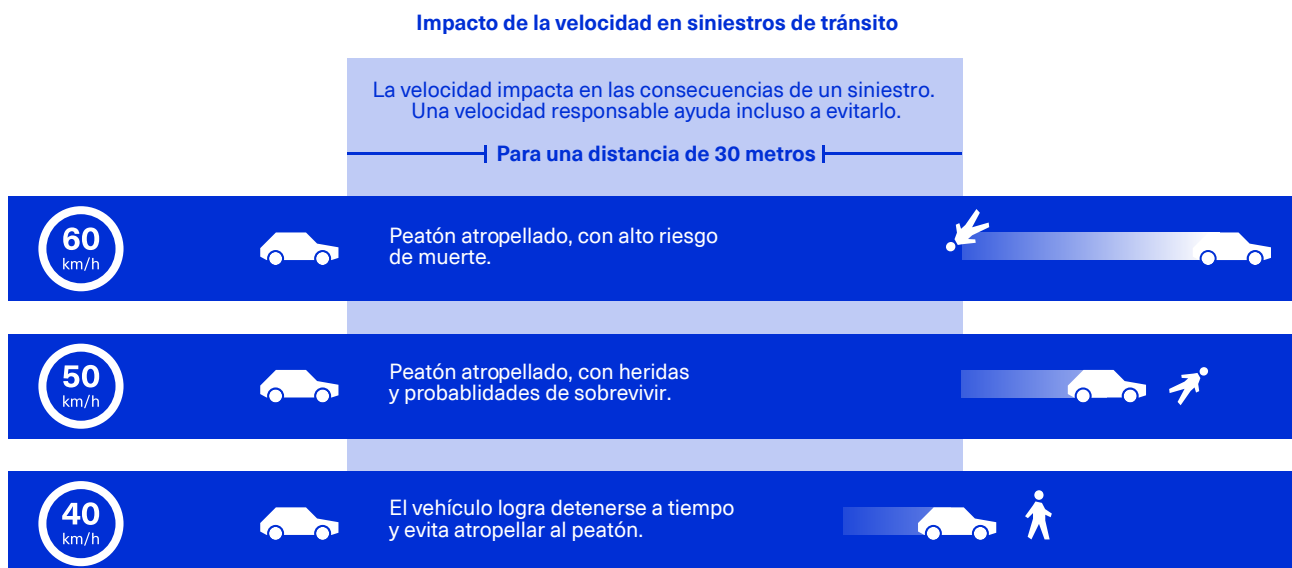 Impacto de la velocidad en siniestros de tránsito
La velocidad impacta en las consecuencias de un siniestro.
Una velocidad responsable ayuda incluso a evitarlo.
Para una distancia de 30 metros
60
km/h
Peatón atropellado, con alto riesgo
de muerte.
50
km/h
Peatón atropellado, con heridas
y probablidades de sobrevivir.
40
km/h
El vehículo logra detenerse a tiempo
y evita atropellar al peatón.